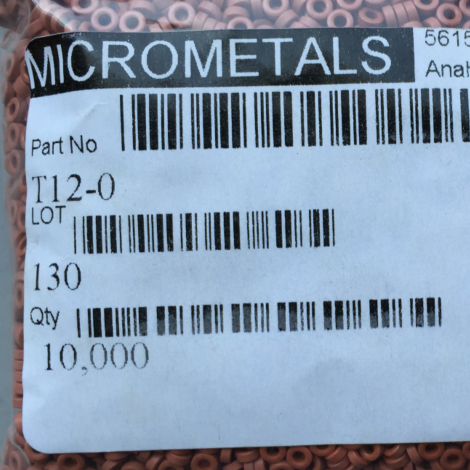 MICROMETALS
5615
Anah
Part No
T12-0
LOT
130
Qty
10,000